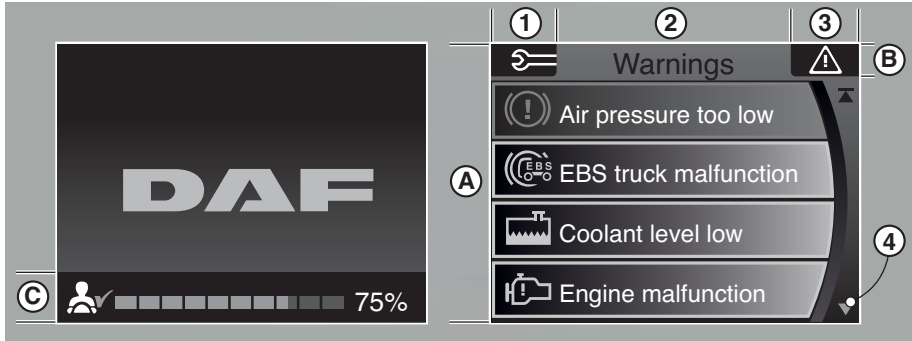 1
2
3
Warnings
B
Air pressure too low
A
EBS
EBS truck malfunction
DAF
Coolant level low
4
C
75%
Engine malfunction